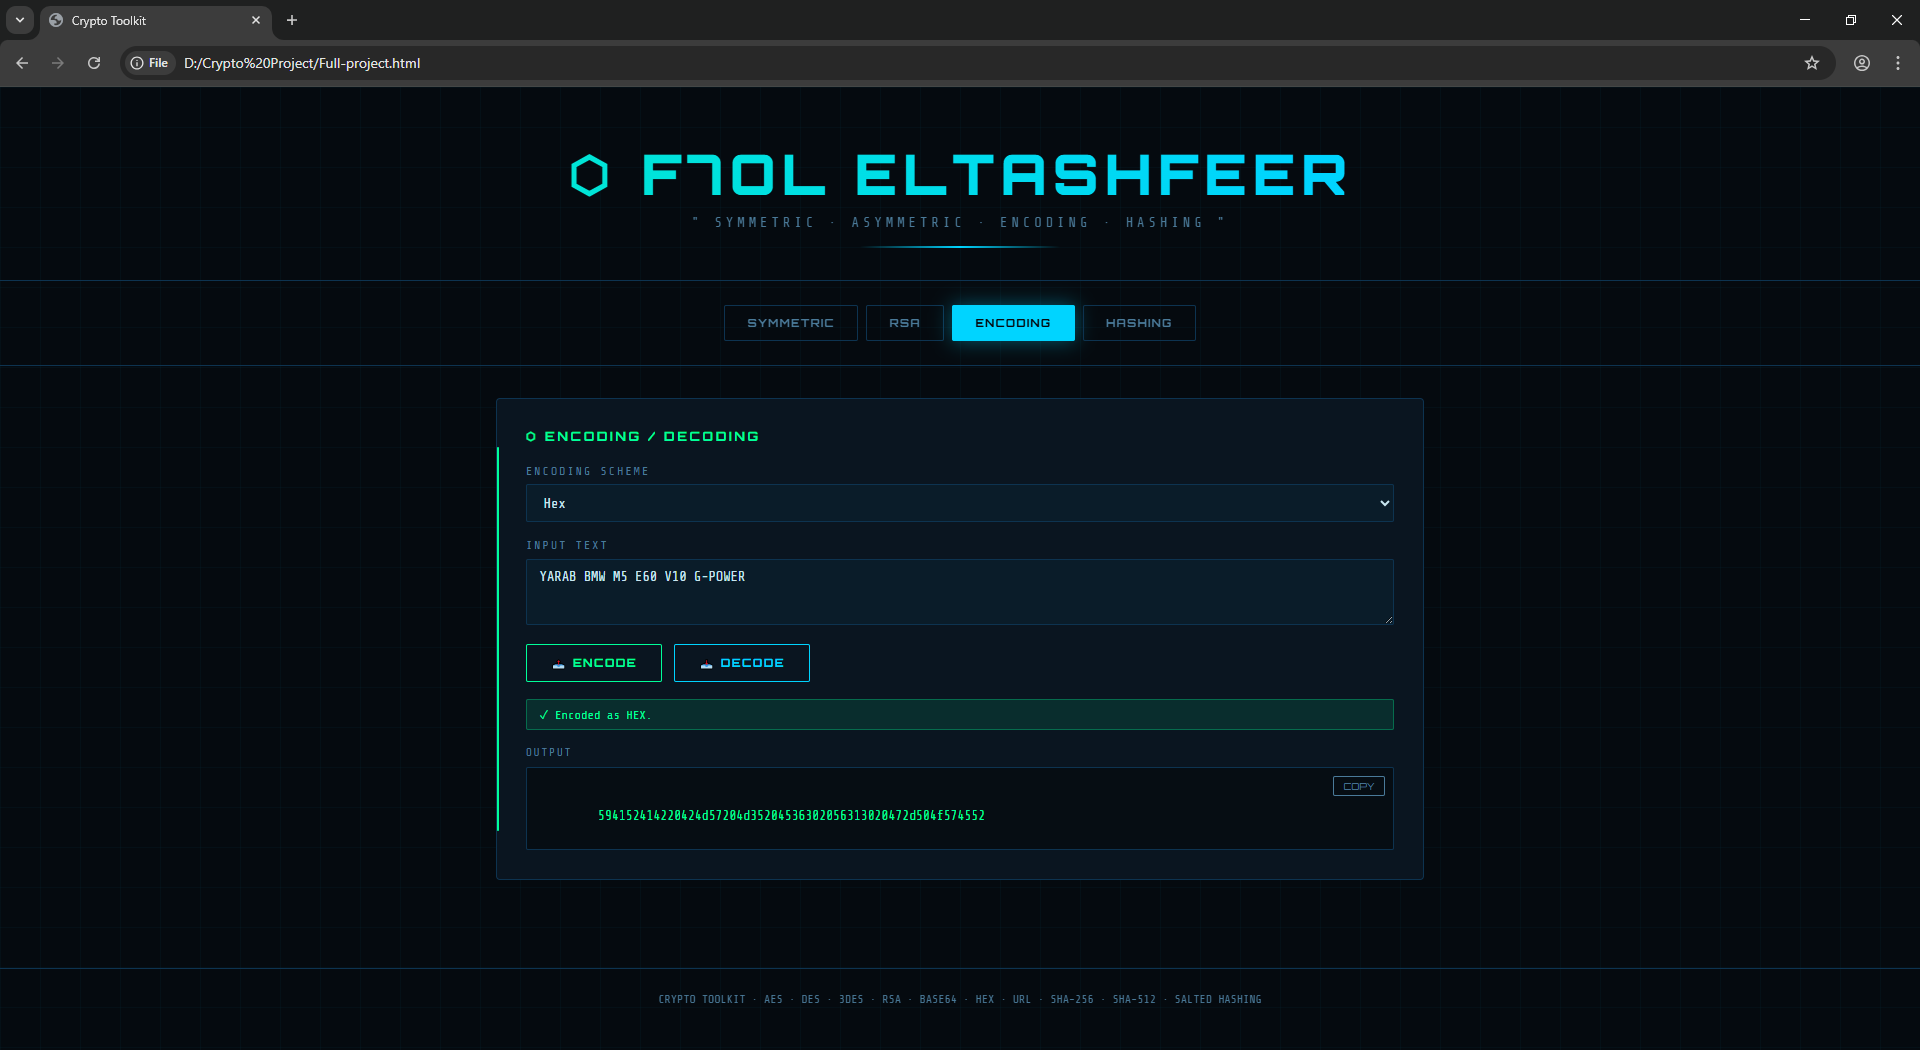 Crypto Toolkit
File D:/Crypto%20Project/Full-project.html
F70L ELTASHFEER
" SYMMETRIC · ASYMMETRIC · ENCODING · HASHING "
SYMMETRIC RSA ENCODING HASHING
ENCODING / DECODING
ENCODING SCHEME
Hex
INPUT TEXT
YARAB BMW M5 E60 V10 G-POWER
ENCODE DECODE
✓ Encoded as HEX.
OUTPUT
COPY
594152414220424d57204d35204536302056313020472d504f574552
CRYPTO TOOLKIT · AES · DES · 3DES · RSA · BASE64 · HEX · URL · SHA-256 · SHA-512 · SALTED HASHING